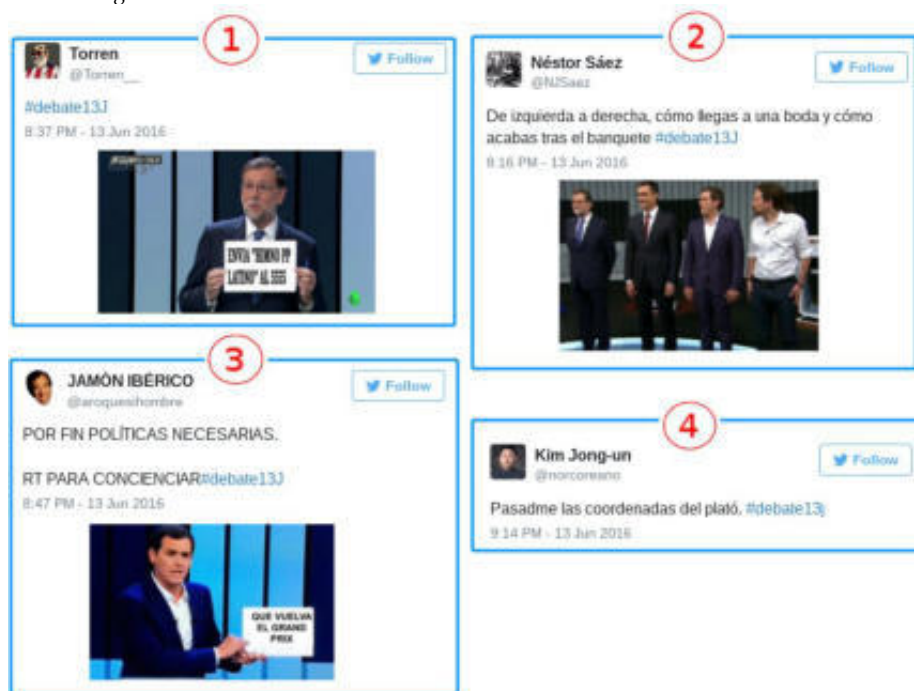 1
Torren
@Torren__
Follow
#debate13J
8:37 PM - 13 Jun 2016
ENVIA "HIMNO PP
LATINO" AL 5555
2
Néstor Sáez
@NJSaez
Follow
De izquierda a derecha, cómo llegas a una boda y cómo
acabas tras el banquete #debate13J
9:16 PM - 13 Jun 2016
3
JAMÓN IBÉRICO
@aroquesihombre
Follow
POR FIN POLÍTICAS NECESARIAS.
RT PARA CONCIENCIAR#debate13J
8:47 PM - 13 Jun 2016
QUE VUELVA
EL GRAND
PRIX
4
Kim Jong-un
@norcoreano
Follow
Pasadme las coordenadas del plató. #debate13j
9:14 PM - 13 Jun 2016